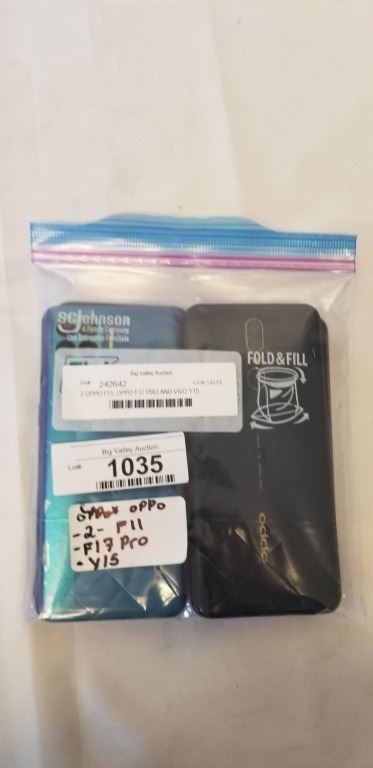 SC Johnson
A Family Company
FOLD & FILL
Big Valley Auction
242642
2 OPPO F11, OPPO F17 PRO AND VIVO Y15
Big Valley Auction
Lot#
1035
OPPO
- 2 - F11
- F17 Pro
- Y15
oppo